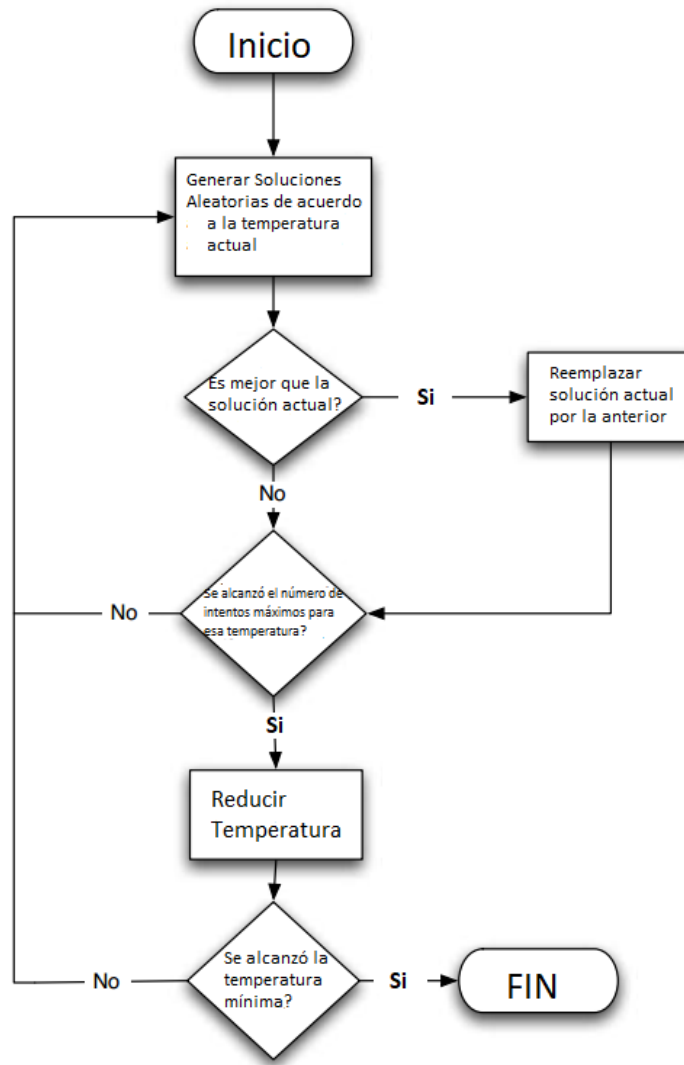 Inicio
Generar Soluciones
Aleatorias de acuerdo
a la temperatura
actual
Es mejor que la
solución actual?
Si
Reemplazar
solución actual
por la anterior
No
Se alcanzó el número de
intentos máximos para
esa temperatura?
No
Si
Reducir
Temperatura
Se alcanzó la
temperatura
mínima?
No
Si
FIN